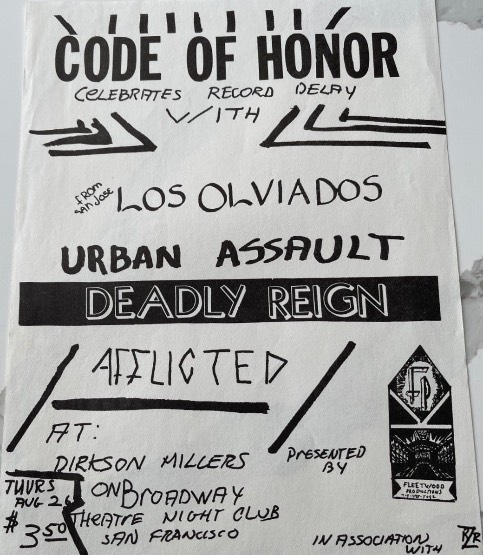 CODE OF HONOR
CELEBRATES RECORD DELAY
WITH
FROM
SAN JOSE
LOS OLVIADOS
URBAN ASSAULT
DEADLY REIGN
AFFLICTED
AT:
DIRKSON MILLERS
ON BROADWAY
THEATRE NIGHT CLUB
SAN FRANCISCO
THURS
AUG 26
$3.50
PRESENTED
BY
FP
FLEETWOOD
PRODUCTIONS
IN ASSOCIATION
WITH